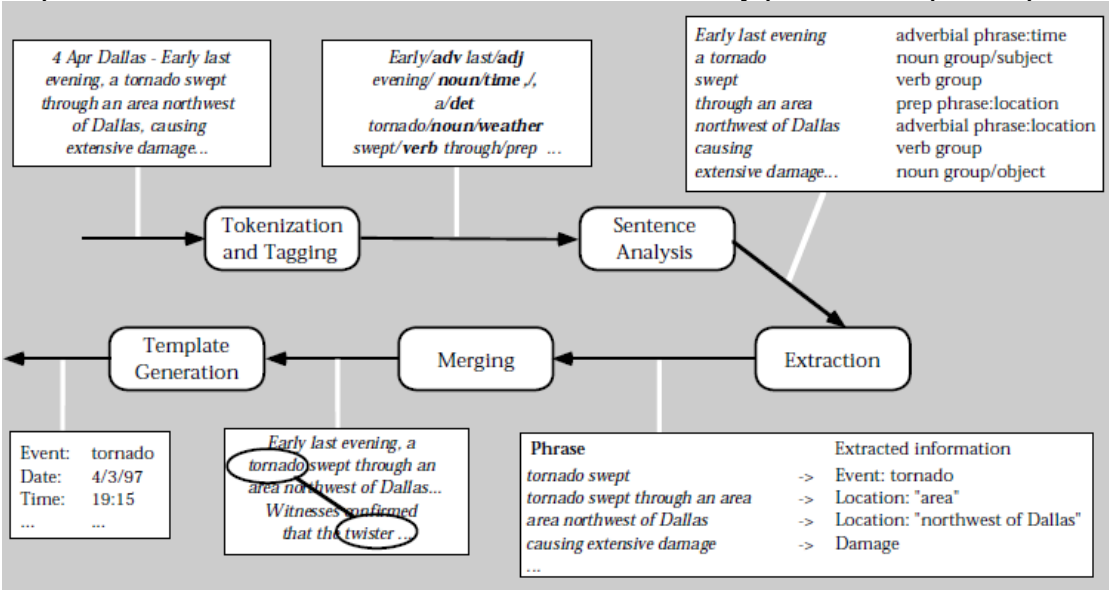 4 Apr Dallas - Early last
evening, a tornado swept
through an area northwest
of Dallas, causing
extensive damage...
Early/adv last/adj
evening/ noun/time ,/,
a/det
tornado/noun/weather
swept/verb through/prep ...
Early last evening adverbial phrase:time
a tornado noun group/subject
swept verb group
through an area prep phrase:location
northwest of Dallas adverbial phrase:location
causing verb group
extensive damage... noun group/object
Tokenization
and Tagging
Sentence
Analysis
Extraction
Merging
Template
Generation
Event: tornado
Date: 4/3/97
Time: 19:15
... ...
Early last evening, a
tornado swept through an
area northwest of Dallas...
Witnesses confirmed
that the twister ...
Phrase Extracted information
tornado swept -> Event: tornado
tornado swept through an area -> Location: "area"
area northwest of Dallas -> Location: "northwest of Dallas"
causing extensive damage -> Damage
...